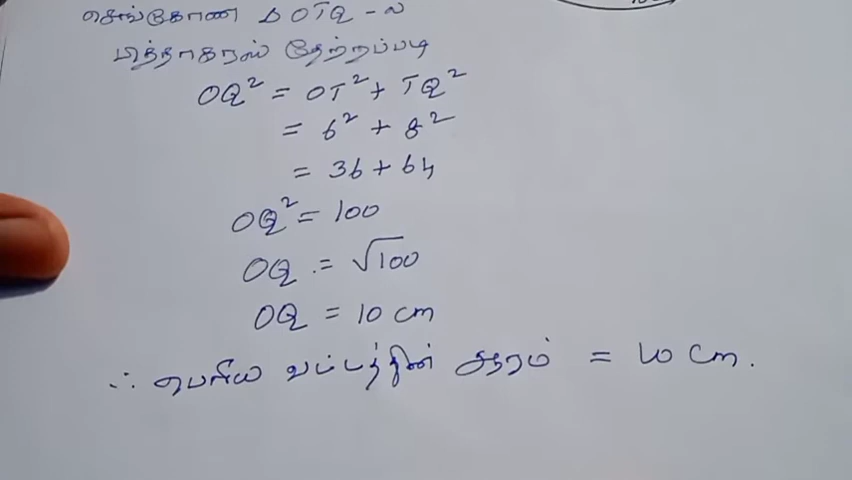 செங்கோண Δ OTQ - ல
பித்தாகரஸ் தேற்றப்படி
OQ² = OT² + TQ²
= 6² + 8²
= 36 + 64
OQ² = 100
OQ = √100
OQ = 10 cm
∴ பெரிய வட்டத்தின் ஆரம் = 10 cm.